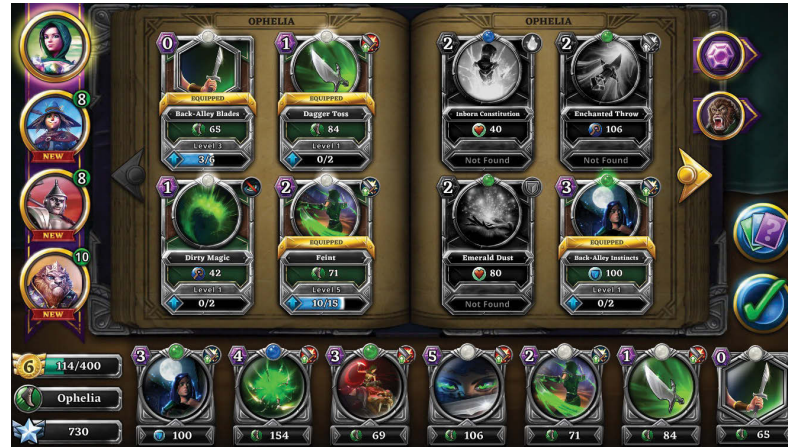 OPHELIA
OPHELIA
8
NEW
8
NEW
10
NEW
0
EQUIPPED
Back-Alley Blades
65
Level 3
3/6
1
EQUIPPED
Dagger Toss
84
Level 1
0/2
1
Dirty Magic
42
Level 1
0/2
2
EQUIPPED
Feint
71
Level 5
10/15
2
Inborn Constitution
40
Not Found
2
Enchanted Throw
106
Not Found
2
Emerald Dust
80
Not Found
3
EQUIPPED
Back-Alley Instincts
100
Level 1
0/2
?
6 114/400
Ophelia
730
3
100
4
154
3
69
5
106
2
71
1
84
0
65